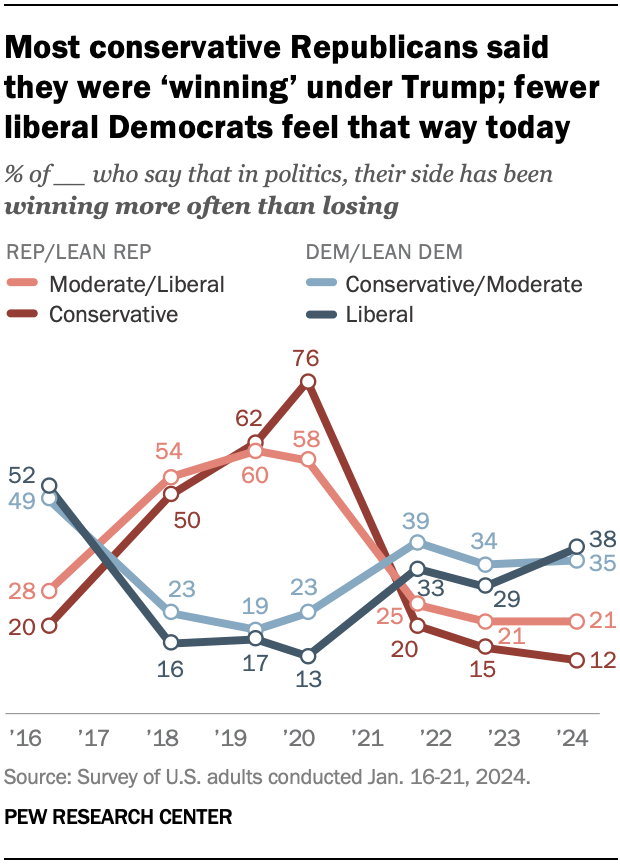 Most conservative Republicans said
they were ‘winning’ under Trump; fewer
liberal Democrats feel that way today
% of __ who say that in politics, their side has been
winning more often than losing
REP/LEAN REP
Moderate/Liberal
Conservative
DEM/LEAN DEM
Conservative/Moderate
Liberal
76
62
58
54
60
52
49
50
39
38
34
35
28
23
23
33
29
20
19
25
21
21
16
17
13
20
15
12
’16 ’17 ’18 ’19 ’20 ’21 ’22 ’23 ’24
Source: Survey of U.S. adults conducted Jan. 16-21, 2024.
PEW RESEARCH CENTER